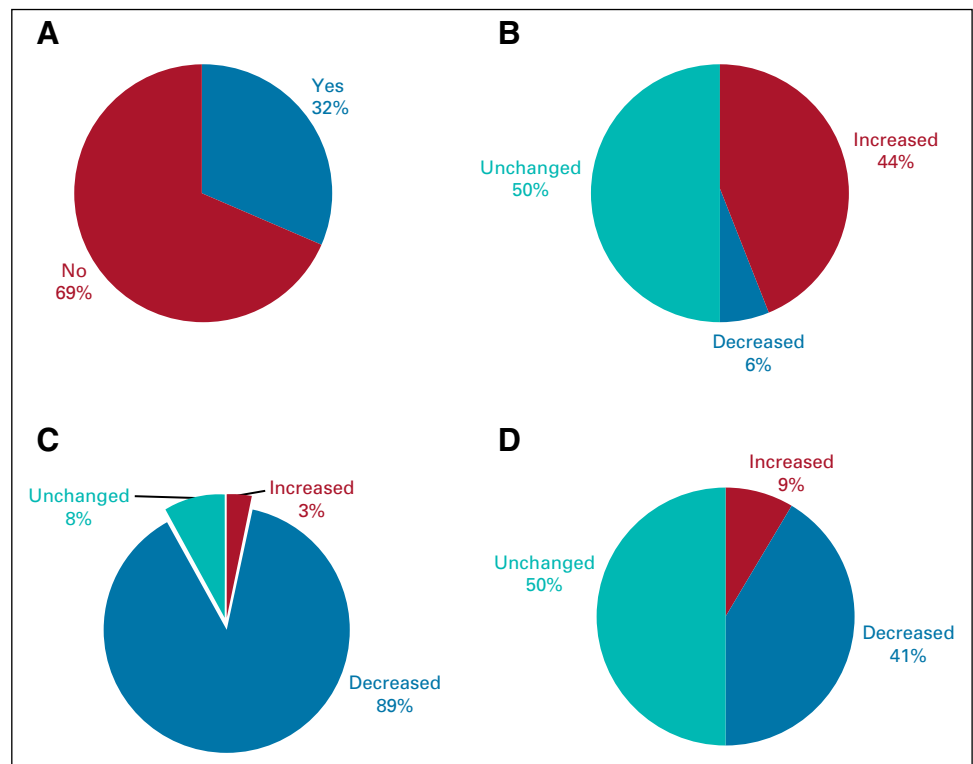 A
Yes
32%
No
69%
B
Increased
44%
Unchanged
50%
Decreased
6%
C
Unchanged
8%
Increased
3%
Decreased
89%
D
Increased
9%
Unchanged
50%
Decreased
41%